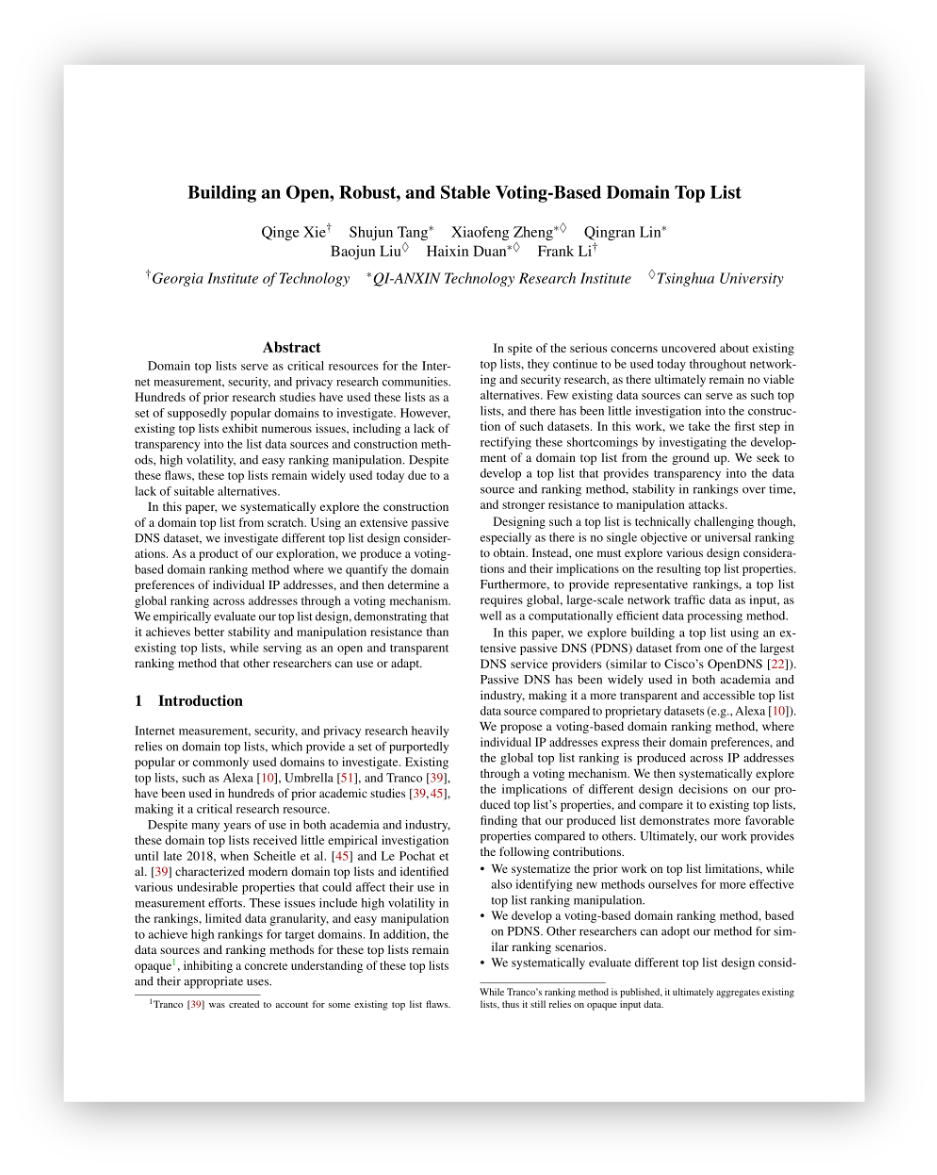 Building an Open, Robust, and Stable Voting-Based Domain Top List
Qinge Xie† Shujun Tang* Xiaofeng Zheng*◊ Qingran Lin*
Baojun Liu◊ Haixin Duan*◊ Frank Li†
†Georgia Institute of Technology *QI-ANXIN Technology Research Institute ◊Tsinghua University
Abstract
Domain top lists serve as critical resources for the Inter-
net measurement, security, and privacy research communities.
Hundreds of prior research studies have used these lists as a
set of supposedly popular domains to investigate. However,
existing top lists exhibit numerous issues, including a lack of
transparency into the list data sources and construction meth-
ods, high volatility, and easy ranking manipulation. Despite
these flaws, these top lists remain widely used today due to a
lack of suitable alternatives.
In this paper, we systematically explore the construction
of a domain top list from scratch. Using an extensive passive
DNS dataset, we investigate different top list design consider-
ations. As a product of our exploration, we produce a voting-
based domain ranking method where we quantify the domain
preferences of individual IP addresses, and then determine a
global ranking across addresses through a voting mechanism.
We empirically evaluate our top list design, demonstrating that
it achieves better stability and manipulation resistance than
existing top lists, while serving as an open and transparent
ranking method that other researchers can use or adapt.
1 Introduction
Internet measurement, security, and privacy research heavily
relies on domain top lists, which provide a set of purportedly
popular or commonly used domains to investigate. Existing
top lists, such as Alexa [10], Umbrella [51], and Tranco [39],
have been used in hundreds of prior academic studies [39,45],
making it a critical research resource.
Despite many years of use in both academia and industry,
these domain top lists received little empirical investigation
until late 2018, when Scheitle et al. [45] and Le Pochat et
al. [39] characterized modern domain top lists and identified
various undesirable properties that could affect their use in
measurement efforts. These issues include high volatility in
the rankings, limited data granularity, and easy manipulation
to achieve high rankings for target domains. In addition, the
data sources and ranking methods for these top lists remain
opaque1, inhibiting a concrete understanding of these top lists
and their appropriate uses.
1Tranco [39] was created to account for some existing top list flaws.
In spite of the serious concerns uncovered about existing
top lists, they continue to be used today throughout network-
ing and security research, as there ultimately remain no viable
alternatives. Few existing data sources can serve as such top
lists, and there has been little investigation into the construc-
tion of such datasets. In this work, we take the first step in
rectifying these shortcomings by investigating the develop-
ment of a domain top list from the ground up. We seek to
develop a top list that provides transparency into the data
source and ranking method, stability in rankings over time,
and stronger resistance to manipulation attacks.
Designing such a top list is technically challenging though,
especially as there is no single objective or universal ranking
to obtain. Instead, one must explore various design considera-
tions and their implications on the resulting top list properties.
Furthermore, to provide representative rankings, a top list
requires global, large-scale network traffic data as input, as
well as a computationally efficient data processing method.
In this paper, we explore building a top list using an ex-
tensive passive DNS (PDNS) dataset from one of the largest
DNS service providers (similar to Cisco's OpenDNS [22]).
Passive DNS has been widely used in both academia and
industry, making it a more transparent and accessible top list
data source compared to proprietary datasets (e.g., Alexa [10]).
We propose a voting-based domain ranking method, where
individual IP addresses express their domain preferences, and
the global top list ranking is produced across IP addresses
through a voting mechanism. We then systematically explore
the implications of different design decisions on our pro-
duced top list's properties, and compare it to existing top lists,
finding that our produced list demonstrates more favorable
properties compared to others. Ultimately, our work provides
the following contributions.
• We systematize the prior work on top list limitations, while
also identifying new methods ourselves for more effective
top list ranking manipulation.
• We develop a voting-based domain ranking method, based
on PDNS. Other researchers can adopt our method for sim-
ilar ranking scenarios.
• We systematically evaluate different top list design consid-
While Tranco's ranking method is published, it ultimately aggregates existing
lists, thus it still relies on opaque input data.